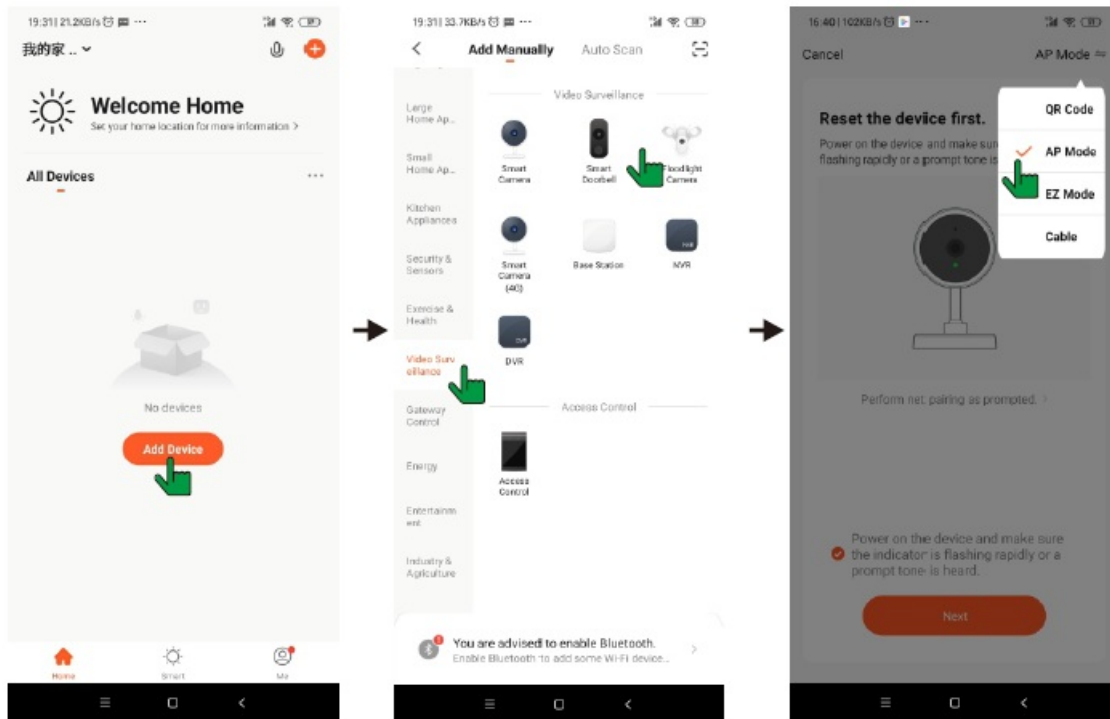 19:31 | 21.2KB/s
我的家 ..
Welcome Home
Set your home location for more information >
All Devices
No devices
Add Device
Home
Smart
Me
19:31 | 33.7KB/s
Add Manually
Auto Scan
Large
Home Ap...
Small
Home Ap...
Kitchen
Appliances
Security &
Sensors
Exercise &
Health
Video Surv
eillance
Gateway
Control
Energy
Entertainm
ent
Industry &
Agriculture
Video Surveillance
Smart
Camera
Smart
Doorbell
Floodlight
Camera
Smart
Camera
(4G)
Base Station
NVR
DVR
Access Control
Access
Control
You are advised to enable Bluetooth.
Enable Bluetooth to add some Wi-Fi device...
16:40 | 102KB/s
Cancel
AP Mode
QR Code
AP Mode
EZ Mode
Cable
Reset the device first.
Power on the device and make sure
flashing rapidly or a prompt tone is
Perform net pairing as prompted. >
Power on the device and make sure
the indicator is flashing rapidly or a
prompt tone is heard.
Next